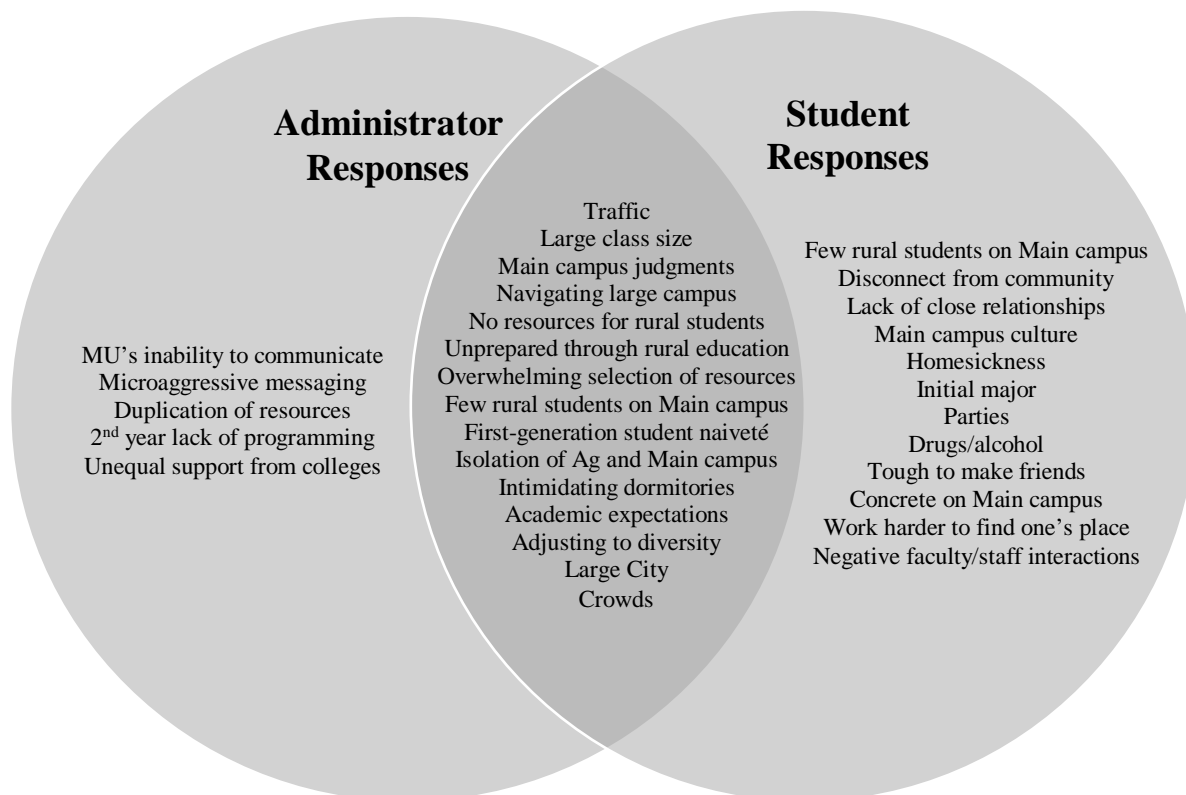 Administrator
Responses
MU's inability to communicate
Microaggressive messaging
Duplication of resources
2nd year lack of programming
Unequal support from colleges
Traffic
Large class size
Main campus judgments
Navigating large campus
No resources for rural students
Unprepared through rural education
Overwhelming selection of resources
Few rural students on Main campus
First-generation student naiveté
Isolation of Ag and Main campus
Intimidating dormitories
Academic expectations
Adjusting to diversity
Large City
Crowds
Student
Responses
Few rural students on Main campus
Disconnect from community
Lack of close relationships
Main campus culture
Homesickness
Initial major
Parties
Drugs/alcohol
Tough to make friends
Concrete on Main campus
Work harder to find one's place
Negative faculty/staff interactions